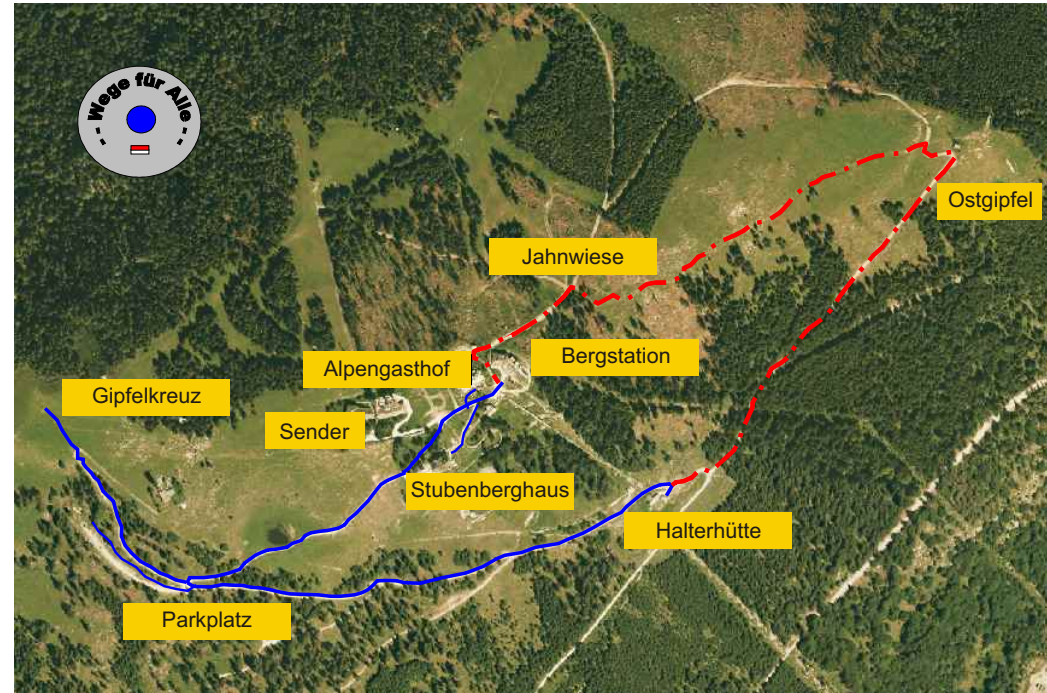 - Wege für Alle -
Ostgipfel
Jahnwiese
Bergstation
Alpengasthof
Gipfelkreuz
Sender
Stubenberghaus
Halterhütte
Parkplatz